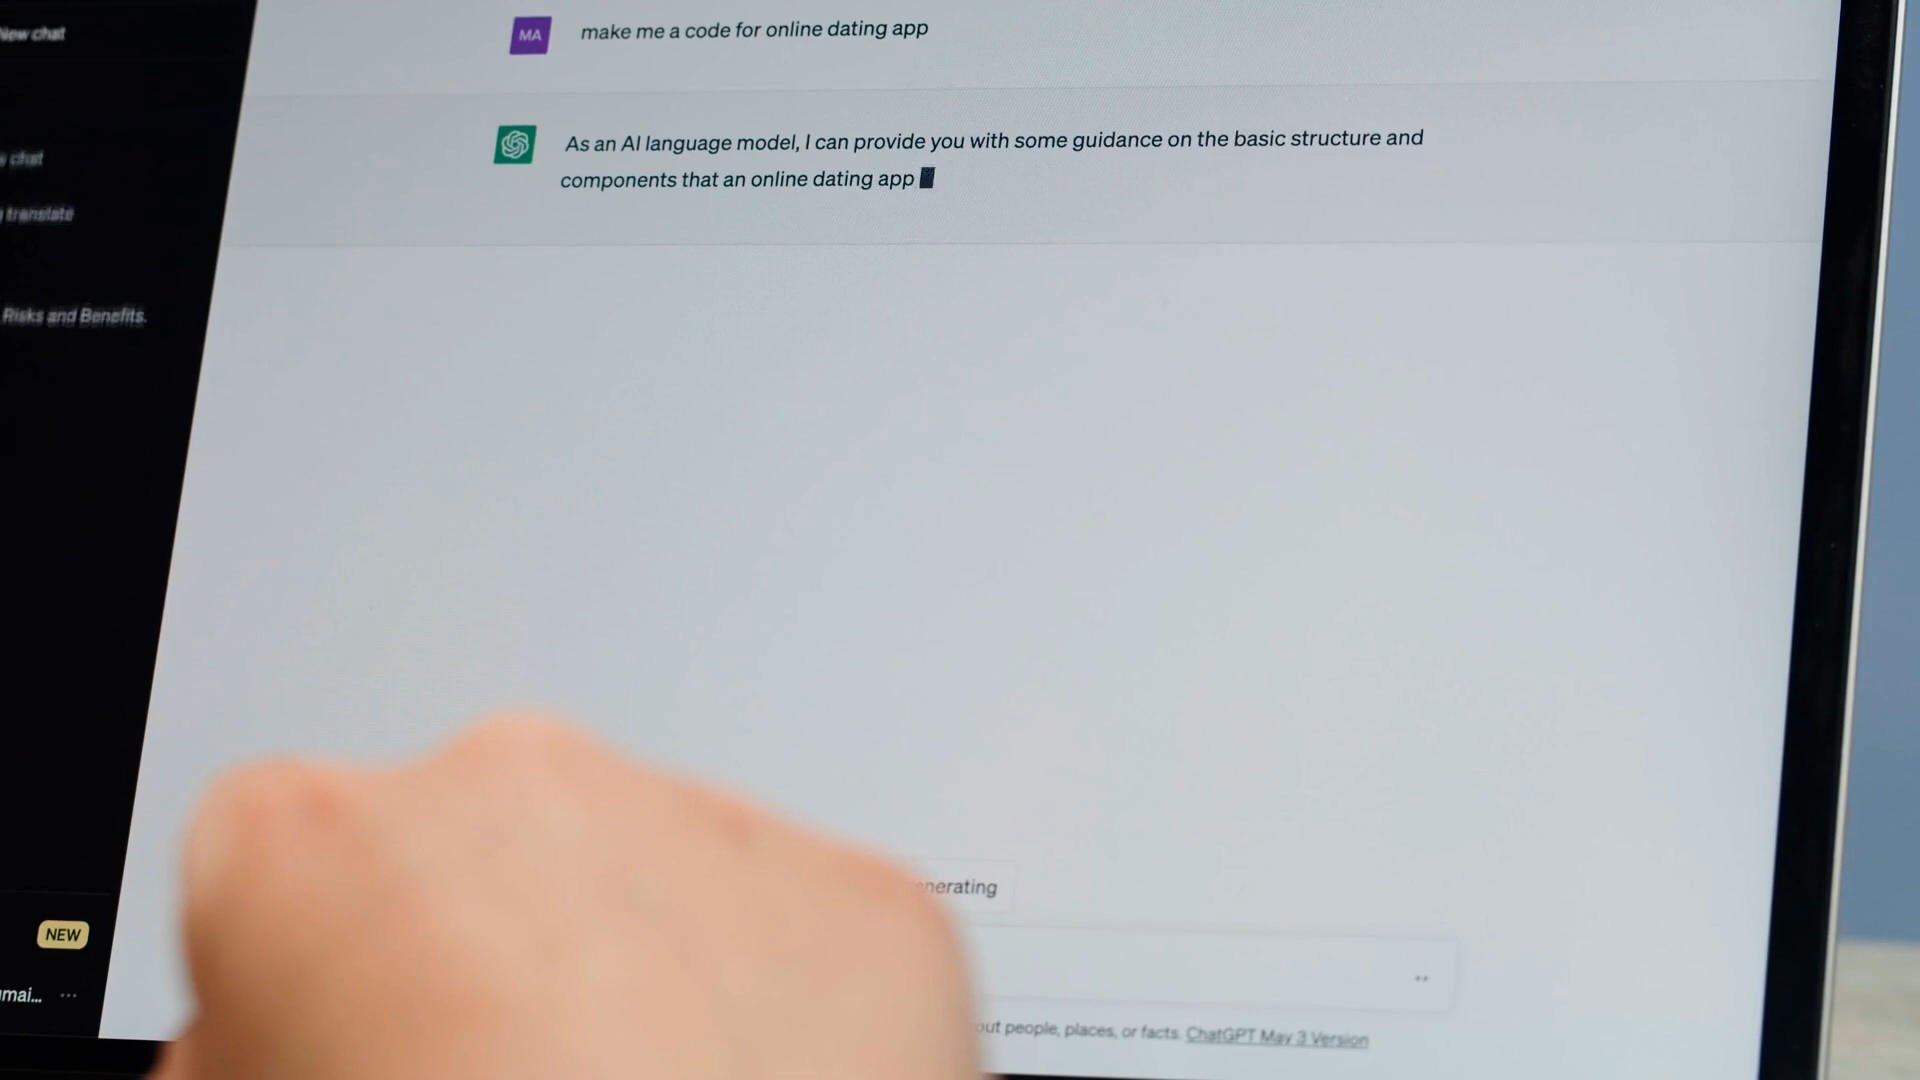 New chat
MA make me a code for online dating app
As an AI language model, I can provide you with some guidance on the basic structure and
components that an online dating app
chat
translate
Risks and Benefits.
nerating
NEW
mai... ...
out people, places, or facts. ChatGPT May 3 Version